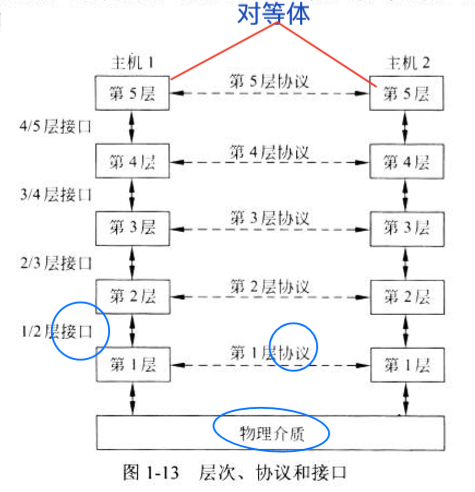 对等体
主机 1
主机 2
第 5 层
第 5 层协议
第 5 层
4/5 层接口
第 4 层
第 4 层协议
第 4 层
3/4 层接口
第 3 层
第 3 层协议
第 3 层
2/3 层接口
第 2 层
第 2 层协议
第 2 层
1/2 层接口
第 1 层
第 1 层协议
第 1 层
物理介质
图 1-13 层次、协议和接口